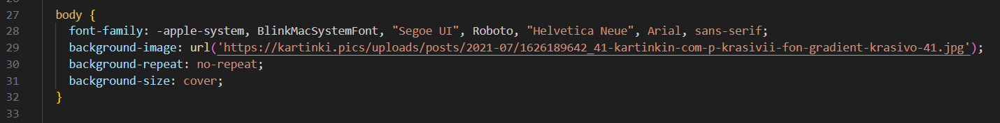 27 body {
28 font-family: -apple-system, BlinkMacSystemFont, "Segoe UI", Roboto, "Helvetica Neue", Arial, sans-serif;
29 background-image: url('https://kartinki.pics/uploads/posts/2021-07/1626189642_41-kartinkin-com-p-krasivii-fon-gradient-krasivo-41.jpg');
30 background-repeat: no-repeat;
31 background-size: cover;
32 }
33